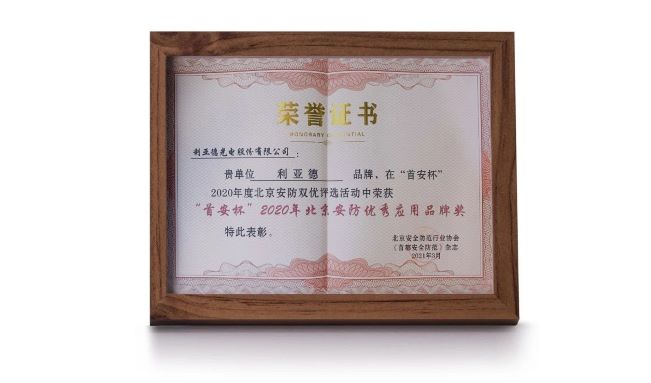 荣誉证书
HONORARY CREDENTIAL
利亚德光电股份有限公司：
贵单位 利亚德 品牌，在“首安杯”
2020年度北京安防双优评选活动中荣获
“首安杯”2020年北京安防优秀应用品牌奖
特此表彰。
北京安全防范行业协会
《首都安全防范》杂志
2021年3月